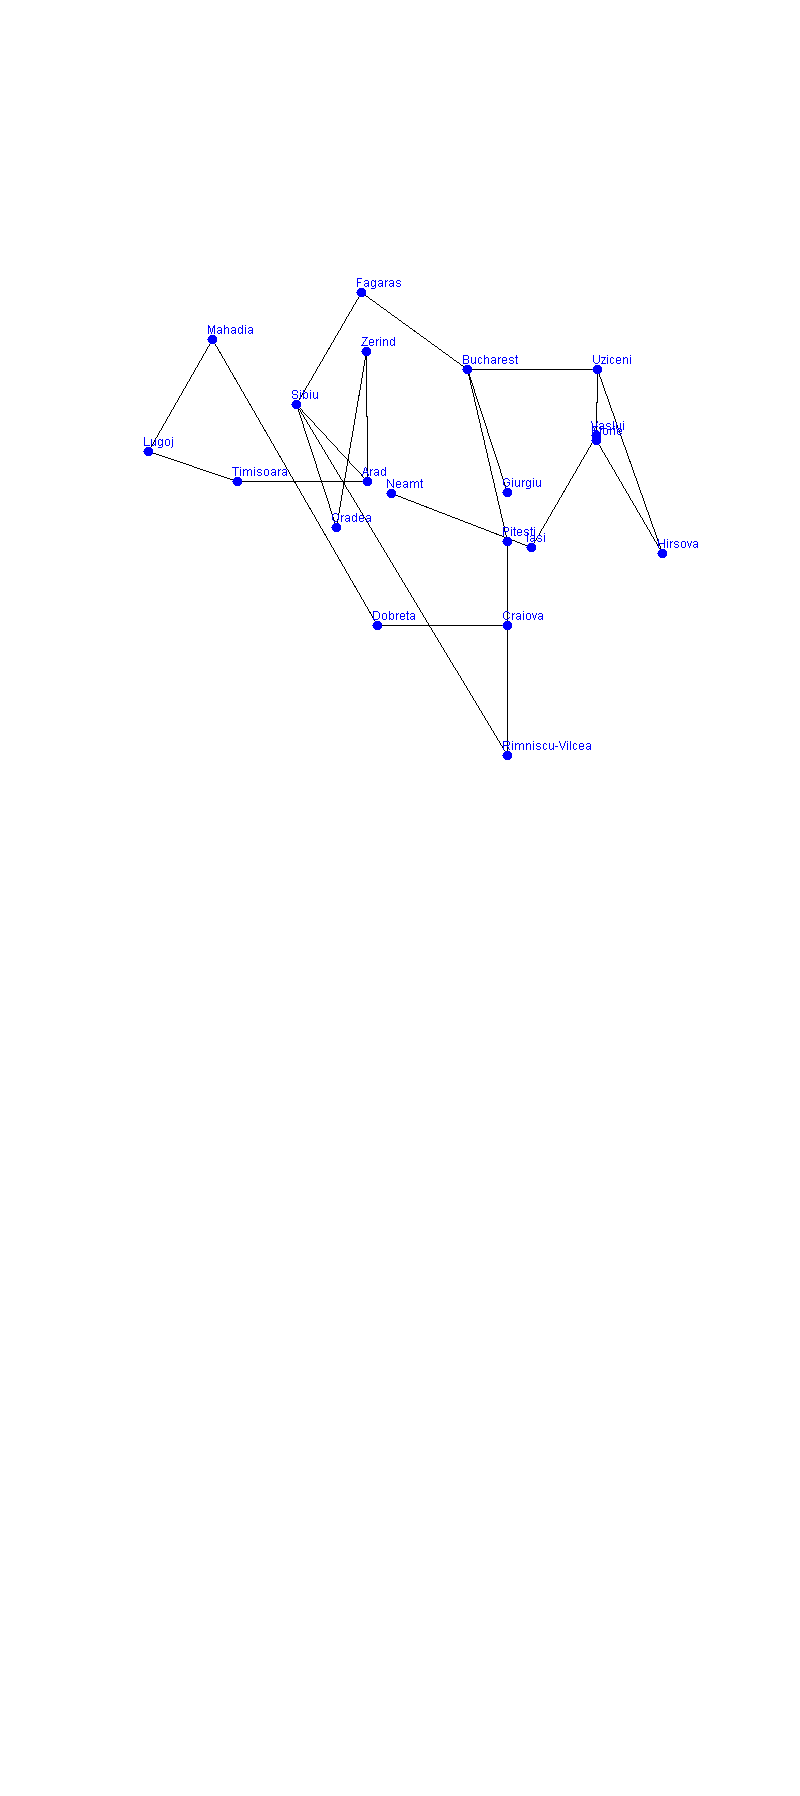 Fagaras
Mahadia
Zerind
Bucharest
Uziceni
Sibiu
Vaslui
Lugoj
Timisoara
Arad
Neamt
Giurgiu
Oradea
Pitesti
Iasi
Hirsova
Dobreta
Craiova
Rimniscu-Vilcea